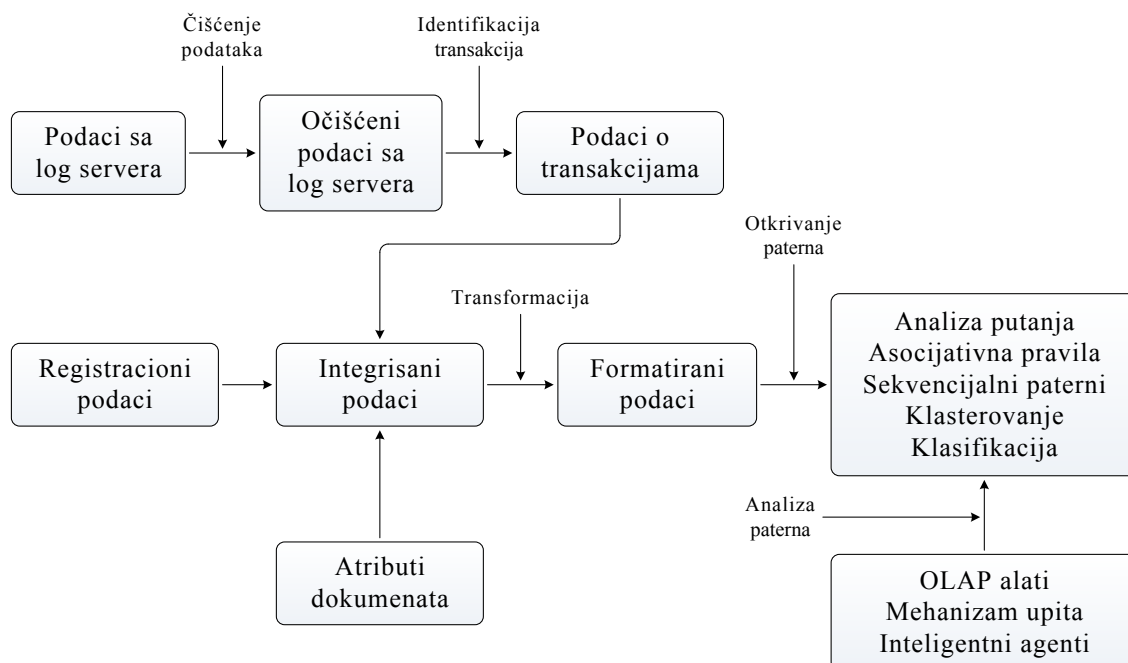 Čišćenje
podataka
Identifikacija
transakcija
Podaci sa
log servera
Očišćeni
podaci sa
log servera
Podaci o
transakcijama
Otkrivanje
paterna
Transformacija
Registracioni
podaci
Integrisani
podaci
Formatirani
podaci
Analiza putanja
Asocijativna pravila
Sekvencijalni paterni
Klasterovanje
Klasifikacija
Analiza
paterna
Atributi
dokumenata
OLAP alati
Mehanizam upita
Inteligentni agenti